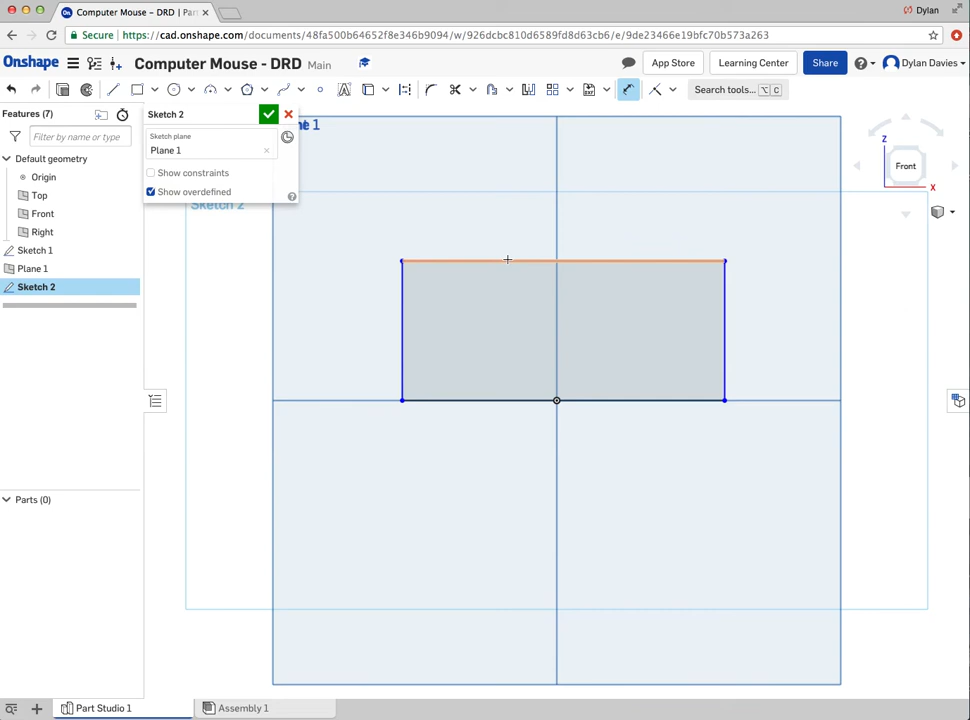 Computer Mouse - DRD | Part
Dylan
Secure https://cad.onshape.com/documents/48fa500b64652f8e346b9094/w/926dcbc810d6589fd8d63cb6/e/9de23466e19bfc70b573a263
Onshape Computer Mouse - DRD Main App Store Learning Center Share Dylan Davies
Search tools... ⌥ C
Features (7)
Filter by name or type
Default geometry
Origin
Top
Front
Right
Sketch 1
Plane 1
Sketch 2
Parts (0)
Sketch 2
Sketch plane
Plane 1
Show constraints
Show overdefined
1
Sketch 2
Z
Front
X
Part Studio 1
Assembly 1